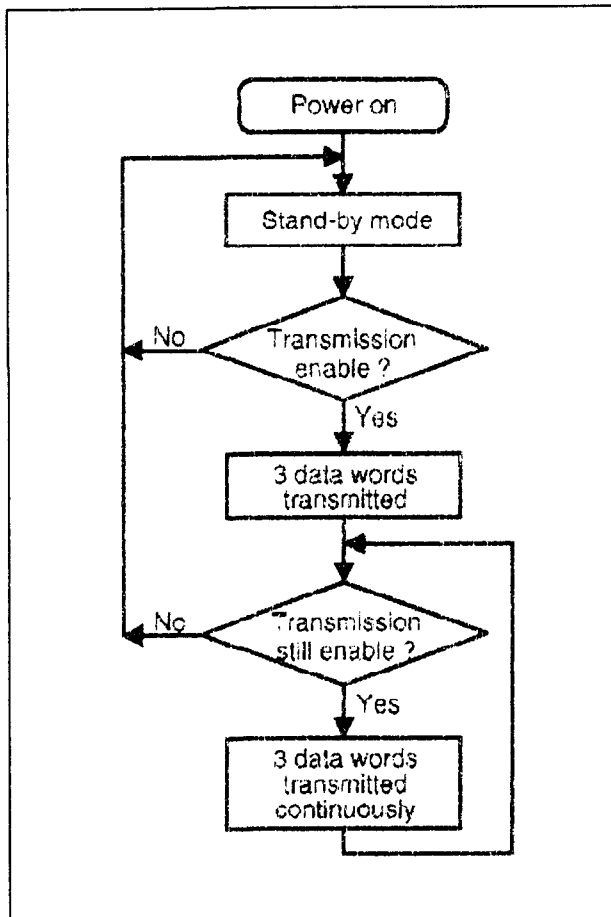 Power on
Stand-by mode
No
Transmission
enable ?
Yes
3 data words
transmitted
No
Transmission
still enable ?
Yes
3 data words
transmitted
continuously